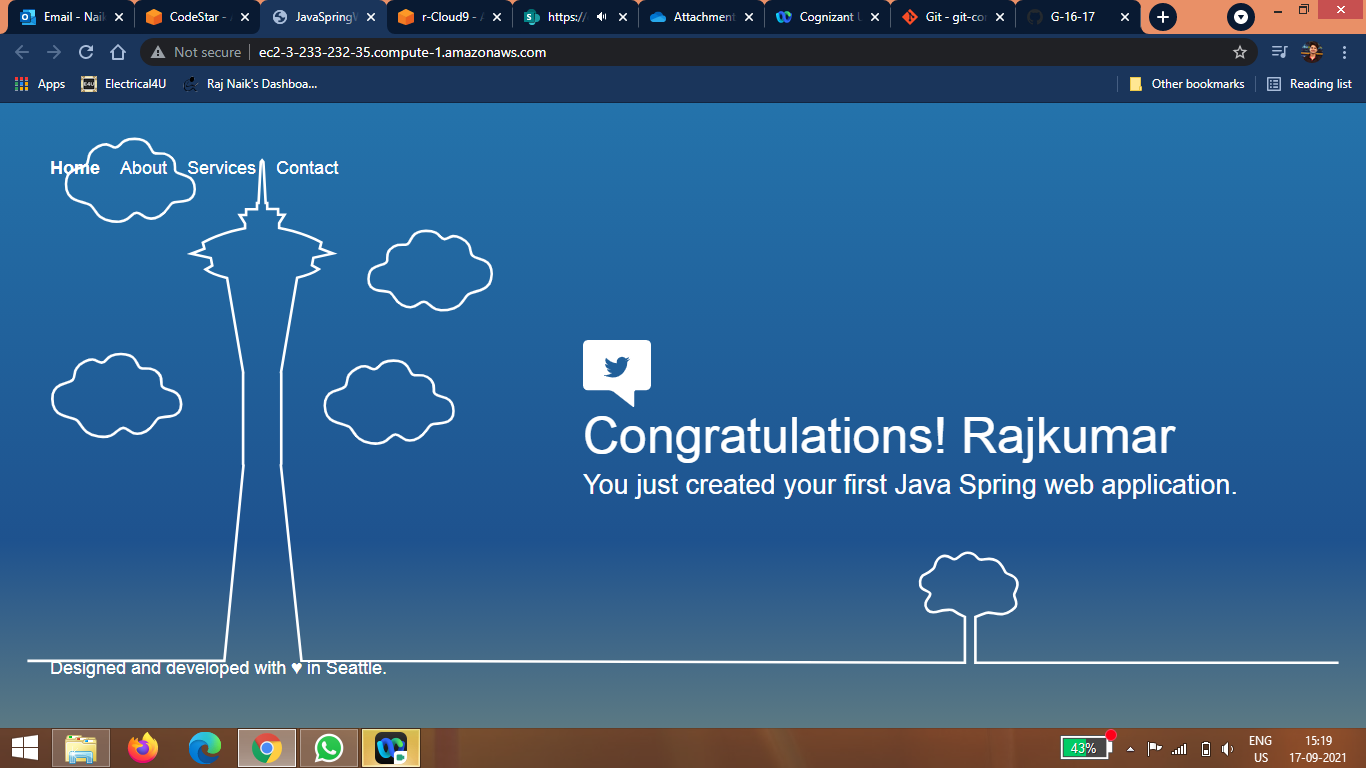 Email - Naik
CodeStar - A
JavaSpringW
r-Cloud9 - A
https://
Attachment
Cognizant U
Git - git-co
G-16-17
Not secure
ec2-3-233-232-35.compute-1.amazonaws.com
Apps
Electrical4U
Raj Naik's Dashboa...
Other bookmarks
Reading list
Home About Services Contact
Congratulations! Rajkumar
You just created your first Java Spring web application.
Designed and developed with ♥ in Seattle.
43%
ENG
US
15:19
17-09-2021